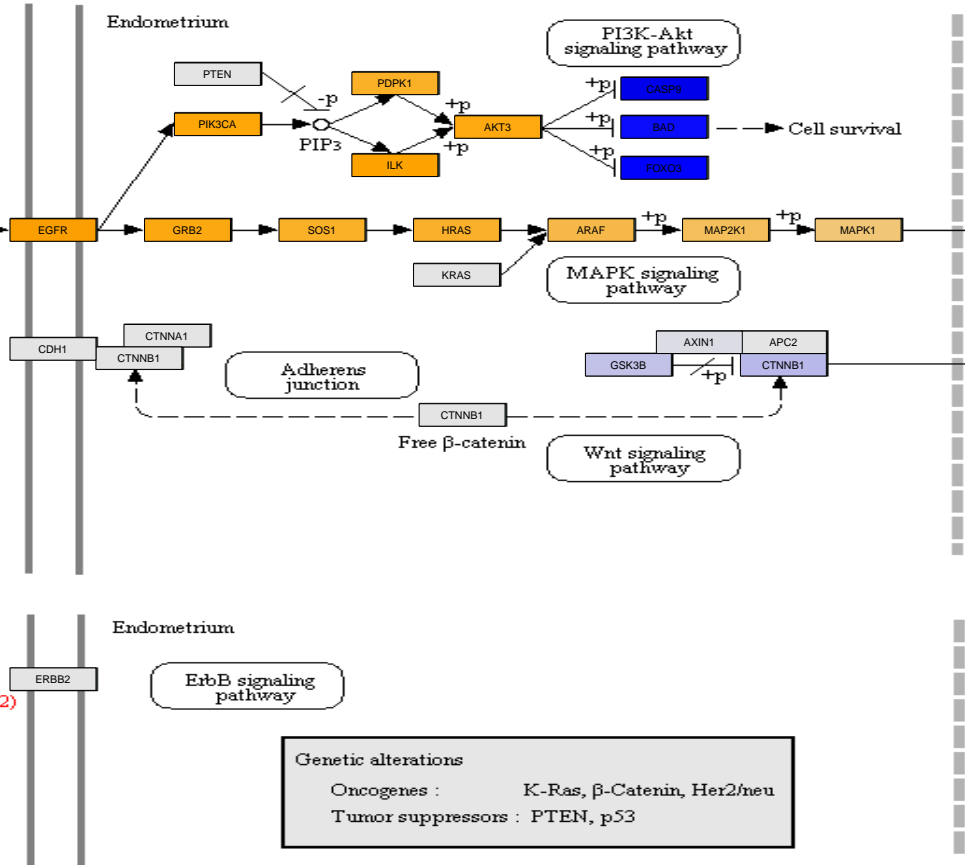 Endometrium
PI3K-Akt
signaling pathway
PTEN
PDPK1
-p
+p
+p
CASP9
PIK3CA
PIP3
AKT3
+p
BAD
Cell survival
ILK
+p
+p
FOXO3
EGFR
GRB2
SOS1
HRAS
ARAF
+p
MAP2K1
+p
MAPK1
KRAS
MAPK signaling
pathway
CTNNA1
CDH1
CTNNB1
AXIN1
APC2
GSK3B
+p
CTNNB1
Adherens
junction
CTNNB1
Free β-catenin
Wnt signaling
pathway
Endometrium
ERBB2
2)
ErbB signaling
pathway
Genetic alterations
Oncogenes : K-Ras, β-Catenin, Her2/neu
Tumor suppressors : PTEN, p53